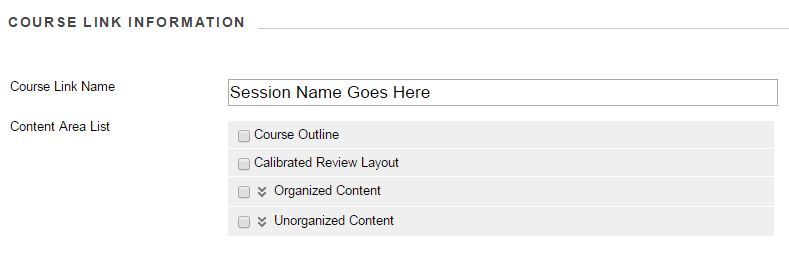 COURSE LINK INFORMATION
Course Link Name
Session Name Goes Here
Content Area List
Course Outline
Calibrated Review Layout
Organized Content
Unorganized Content